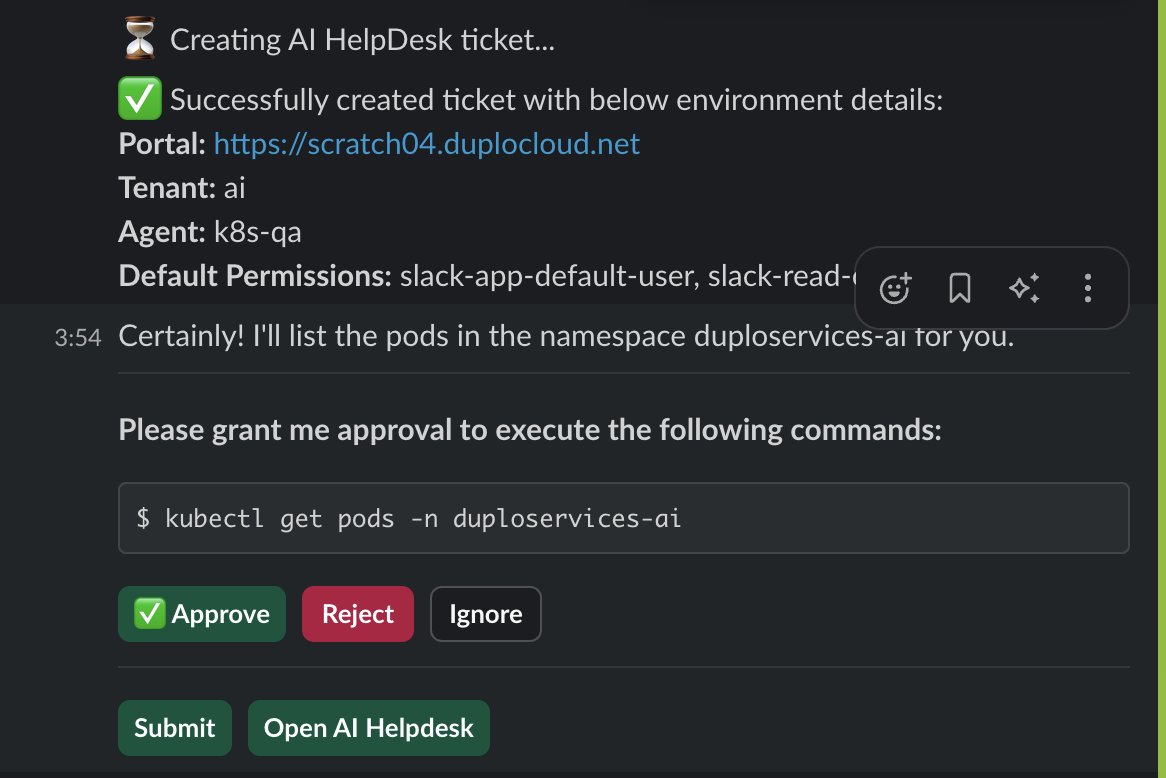 Creating AI HelpDesk ticket...
Successfully created ticket with below environment details:
Portal: https://scratch04.duplocloud.net
Tenant: ai
Agent: k8s-qa
Default Permissions: slack-app-default-user, slack-read-
3:54 Certainly! I'll list the pods in the namespace duploservices-ai for you.
Please grant me approval to execute the following commands:
$ kubectl get pods -n duploservices-ai
Approve Reject Ignore
Submit Open AI Helpdesk